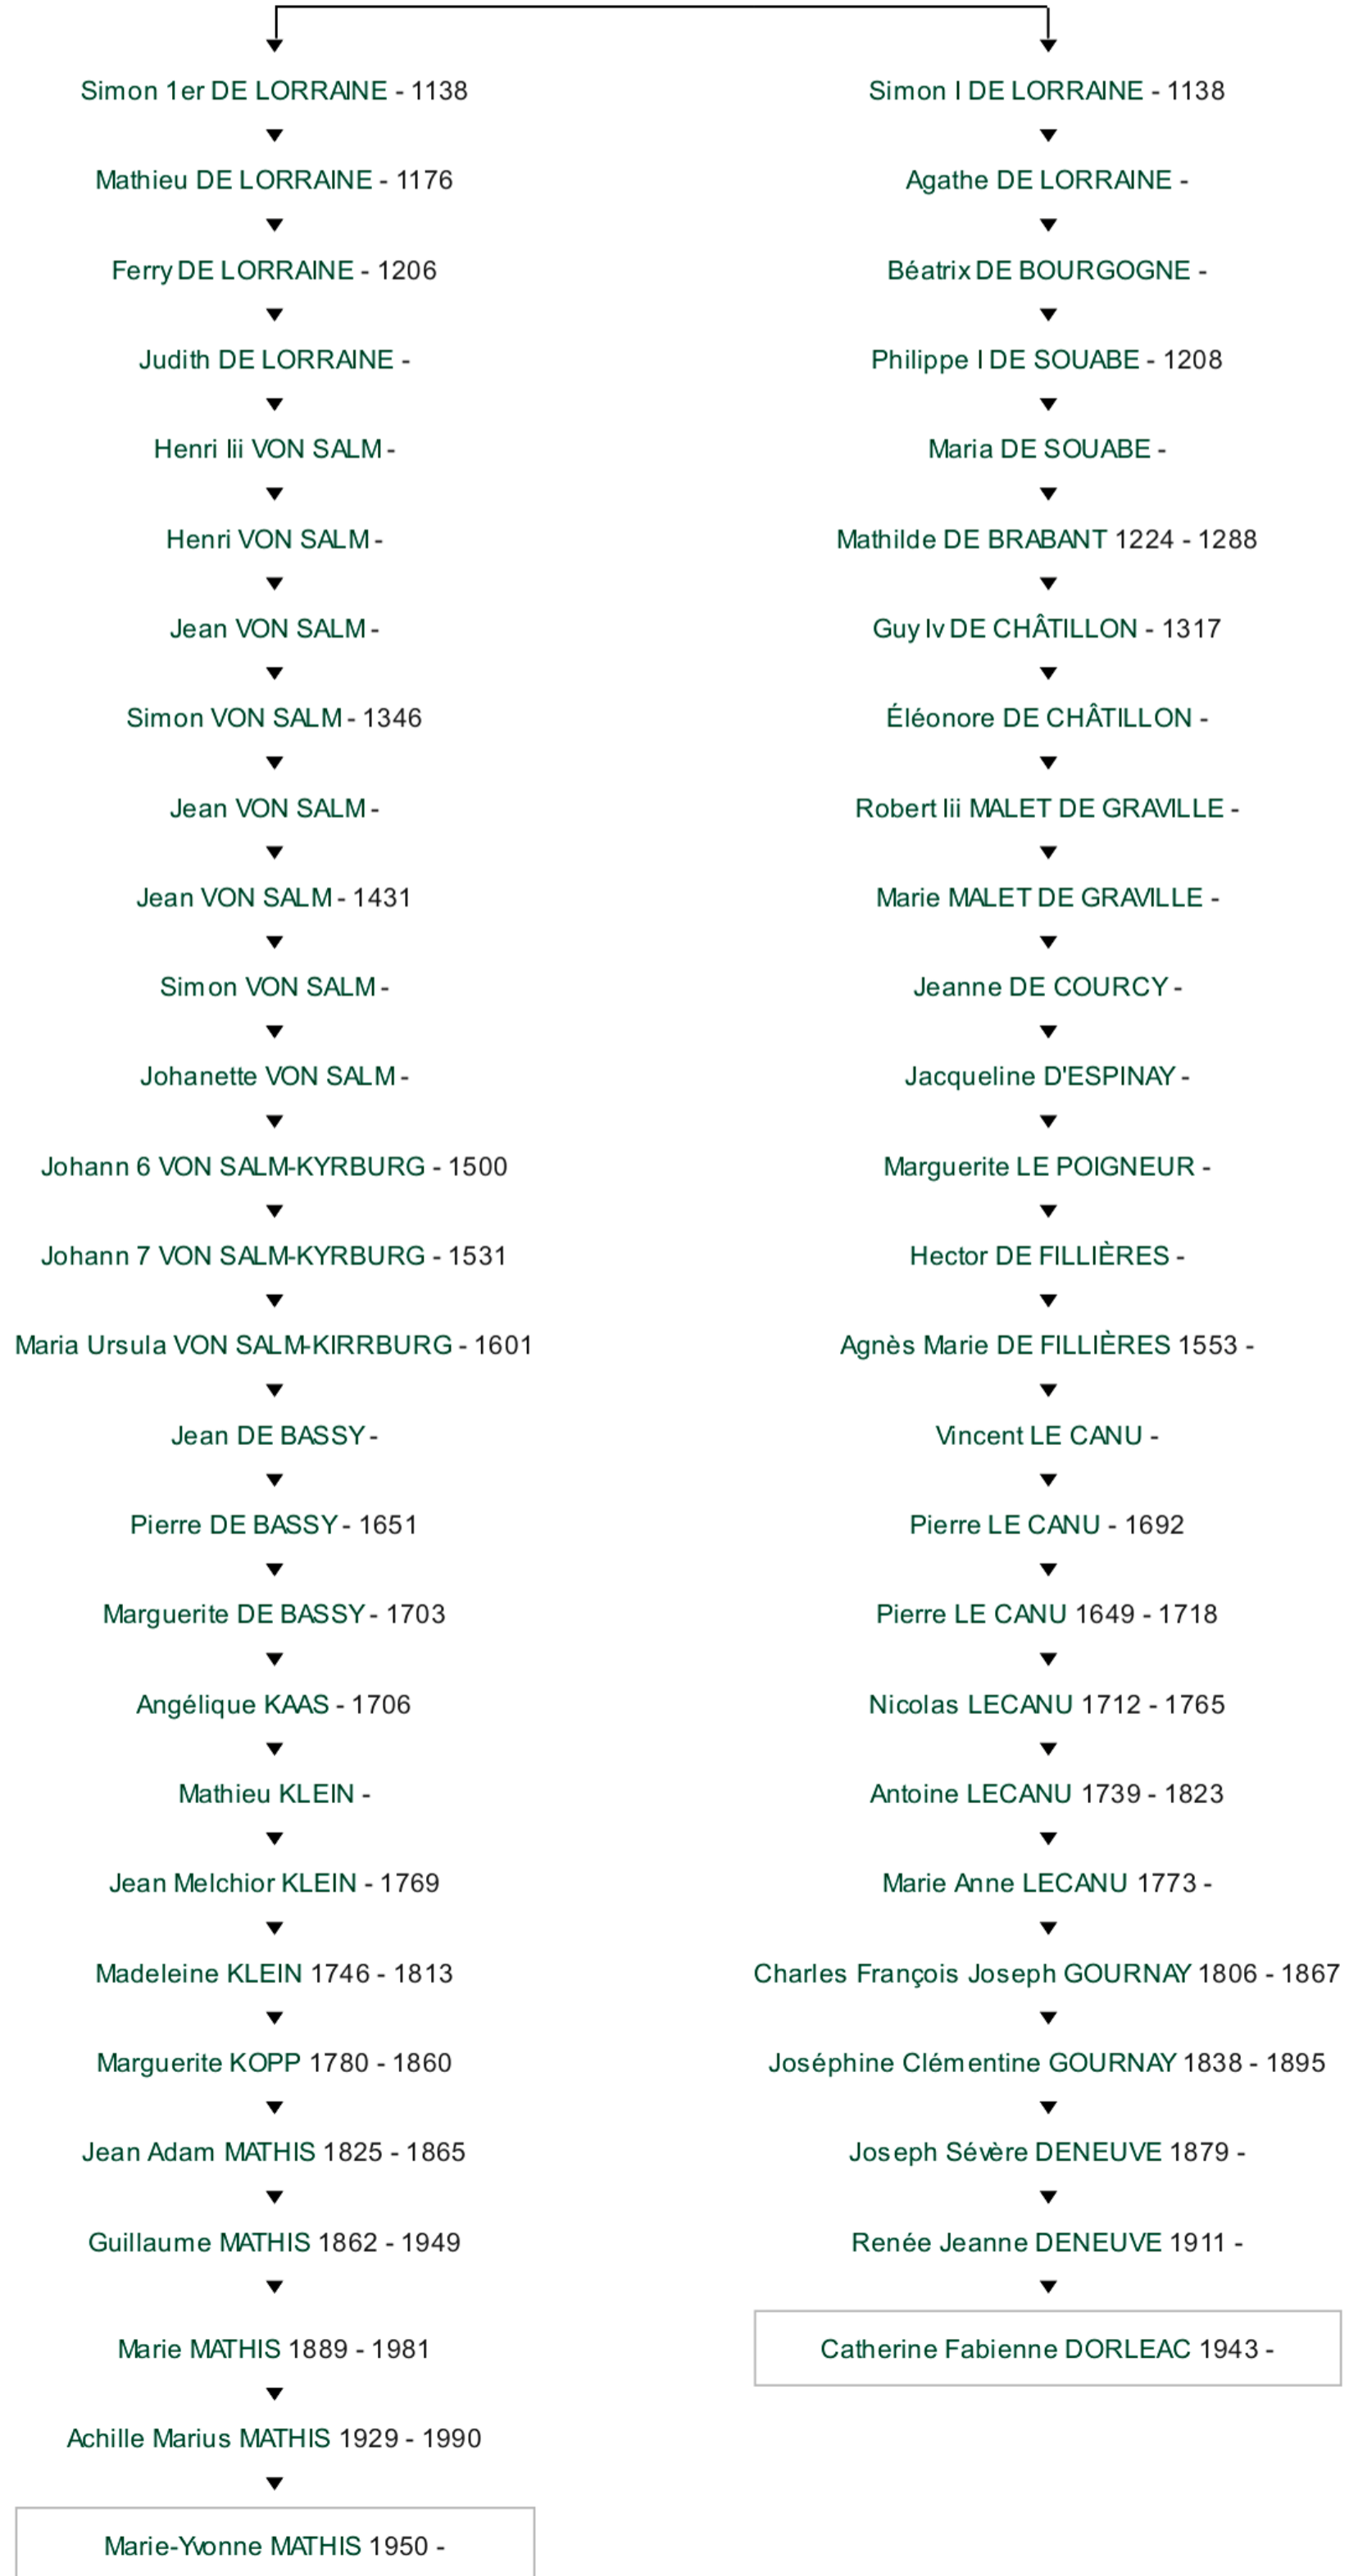 Simon 1er DE LORRAINE - 1138
Mathieu DE LORRAINE - 1176
Ferry DE LORRAINE - 1206
Judith DE LORRAINE -
Henri Iii VON SALM -
Henri VON SALM -
Jean VON SALM -
Simon VON SALM - 1346
Jean VON SALM -
Jean VON SALM - 1431
Simon VON SALM -
Johanette VON SALM -
Johann 6 VON SALM-KYRBURG - 1500
Johann 7 VON SALM-KYRBURG - 1531
Maria Ursula VON SALM-KIRRBURG - 1601
Jean DE BASSY -
Pierre DE BASSY - 1651
Marguerite DE BASSY - 1703
Angélique KAAS - 1706
Mathieu KLEIN -
Jean Melchior KLEIN - 1769
Madeleine KLEIN 1746 - 1813
Marguerite KOPP 1780 - 1860
Jean Adam MATHIS 1825 - 1865
Guillaume MATHIS 1862 - 1949
Marie MATHIS 1889 - 1981
Achille Marius MATHIS 1929 - 1990
Marie-Yvonne MATHIS 1950 -
Simon I DE LORRAINE - 1138
Agathe DE LORRAINE -
Béatrix DE BOURGOGNE -
Philippe I DE SOUABE - 1208
Maria DE SOUABE -
Mathilde DE BRABANT 1224 - 1288
Guy Iv DE CHÂTILLON - 1317
Éléonore DE CHÂTILLON -
Robert Iii MALET DE GRAVILLE -
Marie MALET DE GRAVILLE -
Jeanne DE COURCY -
Jacqueline D'ESPINAY -
Marguerite LE POIGNEUR -
Hector DE FILLIÈRES -
Agnès Marie DE FILLIÈRES 1553 -
Vincent LE CANU -
Pierre LE CANU - 1692
Pierre LE CANU 1649 - 1718
Nicolas LECANU 1712 - 1765
Antoine LECANU 1739 - 1823
Marie Anne LECANU 1773 -
Charles François Joseph GOURNAY 1806 - 1867
Joséphine Clémentine GOURNAY 1838 - 1895
Joseph Sévère DENEUVE 1879 -
Renée Jeanne DENEUVE 1911 -
Catherine Fabienne DORLEAC 1943 -